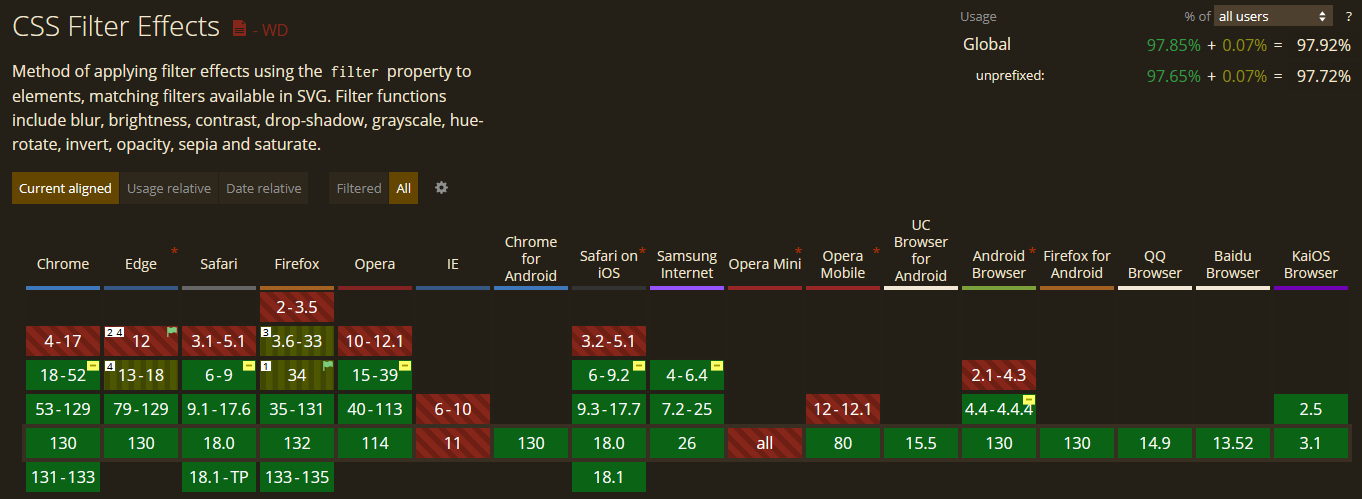 CSS Filter Effects - WD
Usage % of all users ?
Global 97.85% + 0.07% = 97.92%
unprefixed: 97.65% + 0.07% = 97.72%
Method of applying filter effects using the filter property to
elements, matching filters available in SVG. Filter functions
include blur, brightness, contrast, drop-shadow, grayscale, hue-
rotate, invert, opacity, sepia and saturate.
Current aligned Usage relative Date relative Filtered All
Chrome
Edge *
Safari
Firefox
Opera
IE
Chrome
for
Android
Safari on *
iOS
Samsung
Internet
Opera Mini *
Opera *
Mobile
UC
Browser
for
Android
Android *
Browser
Firefox for
Android
QQ
Browser
Baidu
Browser
KaiOS
Browser
2-3.5
4-17 2 4 12 3.1-5.1 3 3.6-33 10-12.1 3.2-5.1
18-52 4 13-18 6-9 1 34 15-39 6-9.2 4-6.4 2.1-4.3
53-129 79-129 9.1-17.6 35-131 40-113 6-10 9.3-17.7 7.2-25 12-12.1 4.4-4.4.4 2.5
130 130 18.0 132 114 11 130 18.0 26 all 80 15.5 130 130 14.9 13.52 3.1
131-133 18.1-TP 133-135 18.1